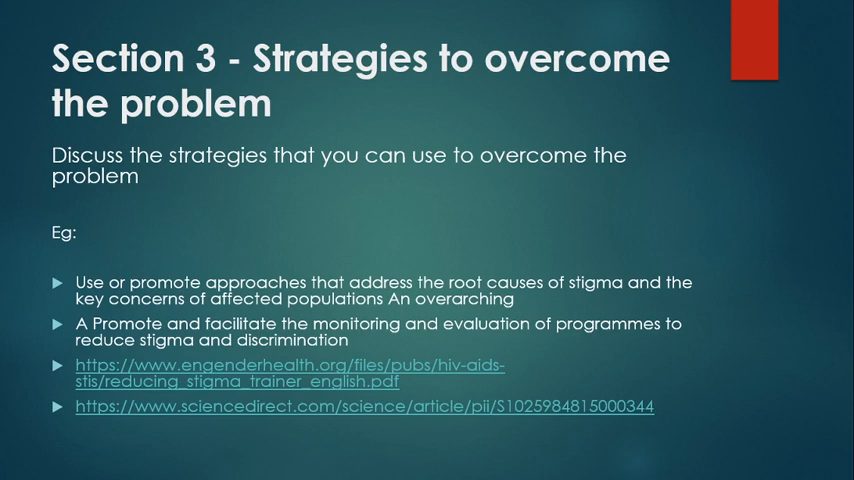 Section 3 - Strategies to overcome
the problem
Discuss the strategies that you can use to overcome the
problem
Eg:
Use or promote approaches that address the root causes of stigma and the
key concerns of affected populations An overarching
A Promote and facilitate the monitoring and evaluation of programmes to
reduce stigma and discrimination
https://www.engenderhealth.org/files/pubs/hiv-aids-
stis/reducing_stigma_trainer_english.pdf
https://www.sciencedirect.com/science/article/pii/S1025984815000344